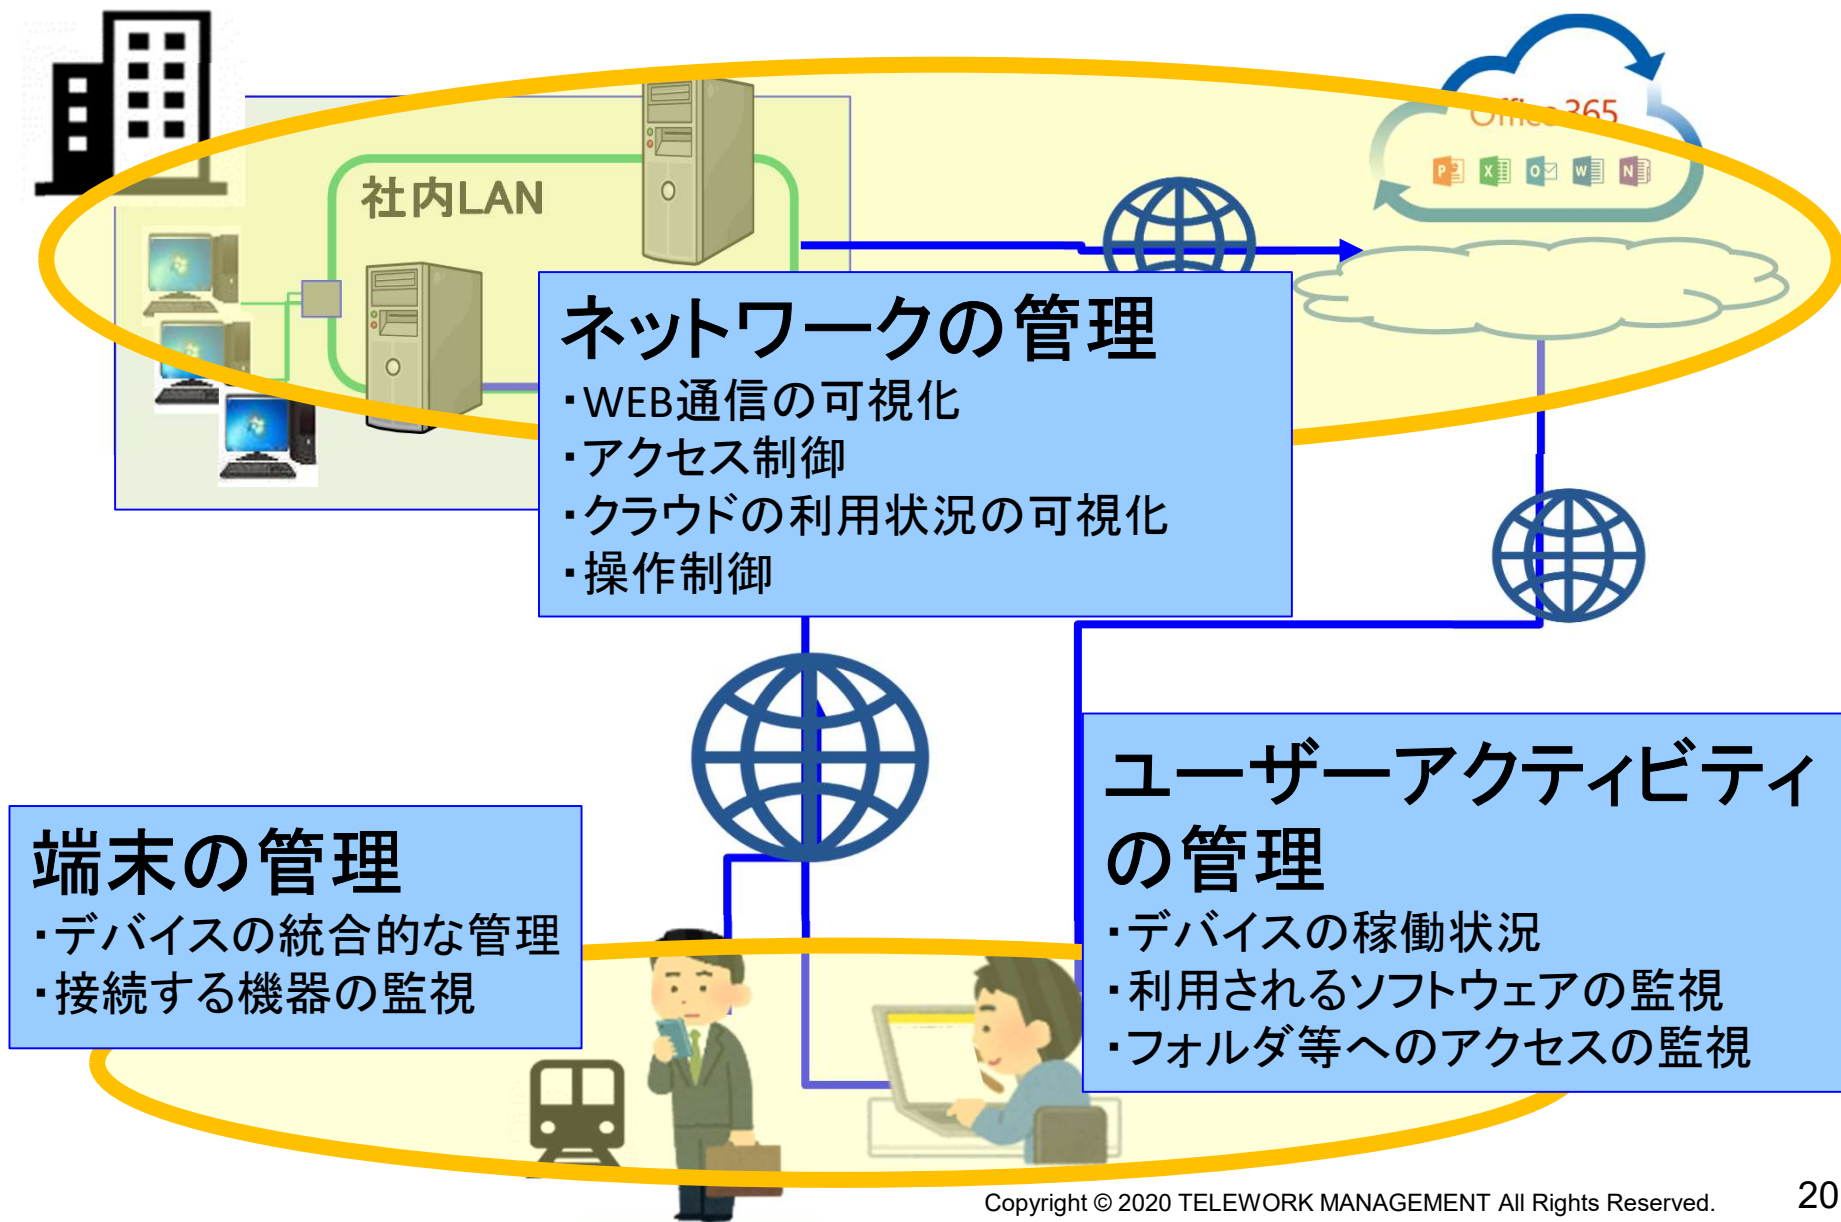 Office 365
社内LAN
ネットワークの管理
・WEB通信の可視化
・アクセス制御
・クラウドの利用状況の可視化
・操作制御
端末の管理
・デバイスの統合的な管理
・接続する機器の監視
ユーザーアクティビティ
の管理
・デバイスの稼働状況
・利用されるソフトウェアの監視
・フォルダ等へのアクセスの監視
Copyright © 2020 TELEWORK MANAGEMENT All Rights Reserved.
20